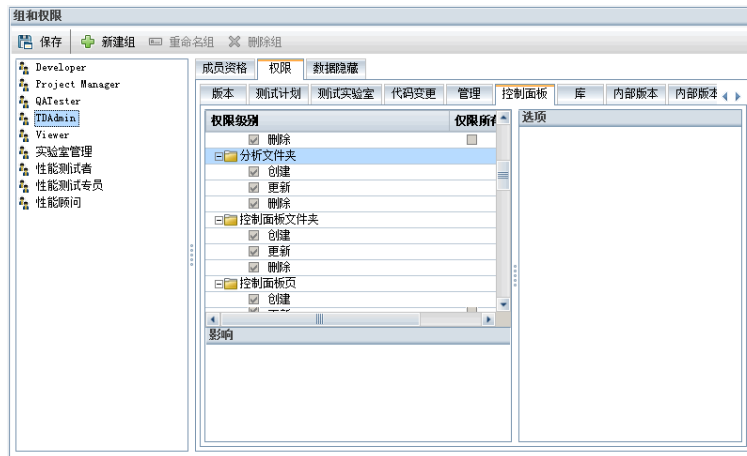 组和权限
保存 新建组 重命名组 删除组
Developer
Project Manager
QATester
TDAdmin
Viewer
实验室管理
性能测试者
性能测试专员
性能顾问
成员资格 权限 数据隐藏
版本 测试计划 测试实验室 代码变更 管理 控制面板 库 内部版本 内部版本
权限级别 仅限所有
删除
分析文件夹
创建
更新
删除
控制面板文件夹
创建
更新
删除
控制面板页
创建
选项
影响